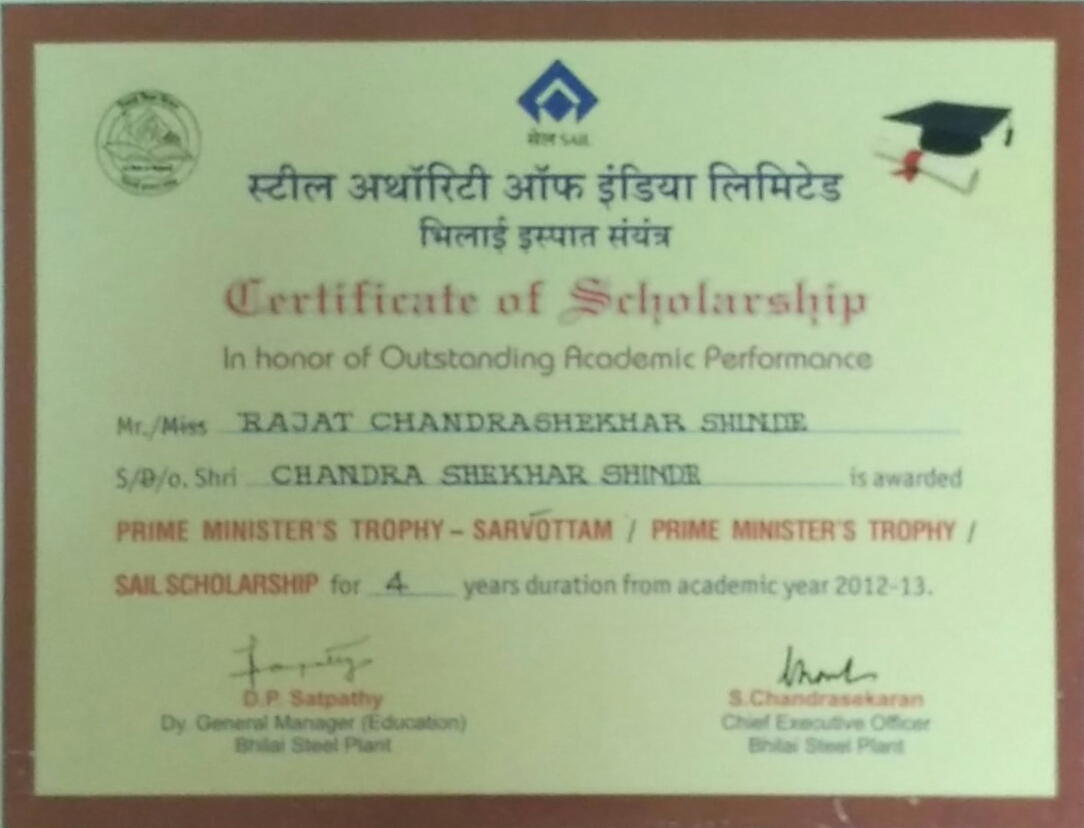 सेल SAIL
स्टील अथॉरिटी ऑफ इंडिया लिमिटेड
भिलाई इस्पात संयंत्र
Certificate of Scholarship
In honor of Outstanding Academic Performance
Mr./Miss RAJAT CHANDRASHEKHAR SHINDE
S/D/o. Shri CHANDRA SHEKHAR SHINDE is awarded
PRIME MINISTER'S TROPHY – SARVOTTAM / PRIME MINISTER'S TROPHY /
SAIL SCHOLARSHIP for 4 years duration from academic year 2012-13.
D.P. Satpathy
Dy. General Manager (Education)
Bhilai Steel Plant
S.Chandrasekaran
Chief Executive Officer
Bhilai Steel Plant